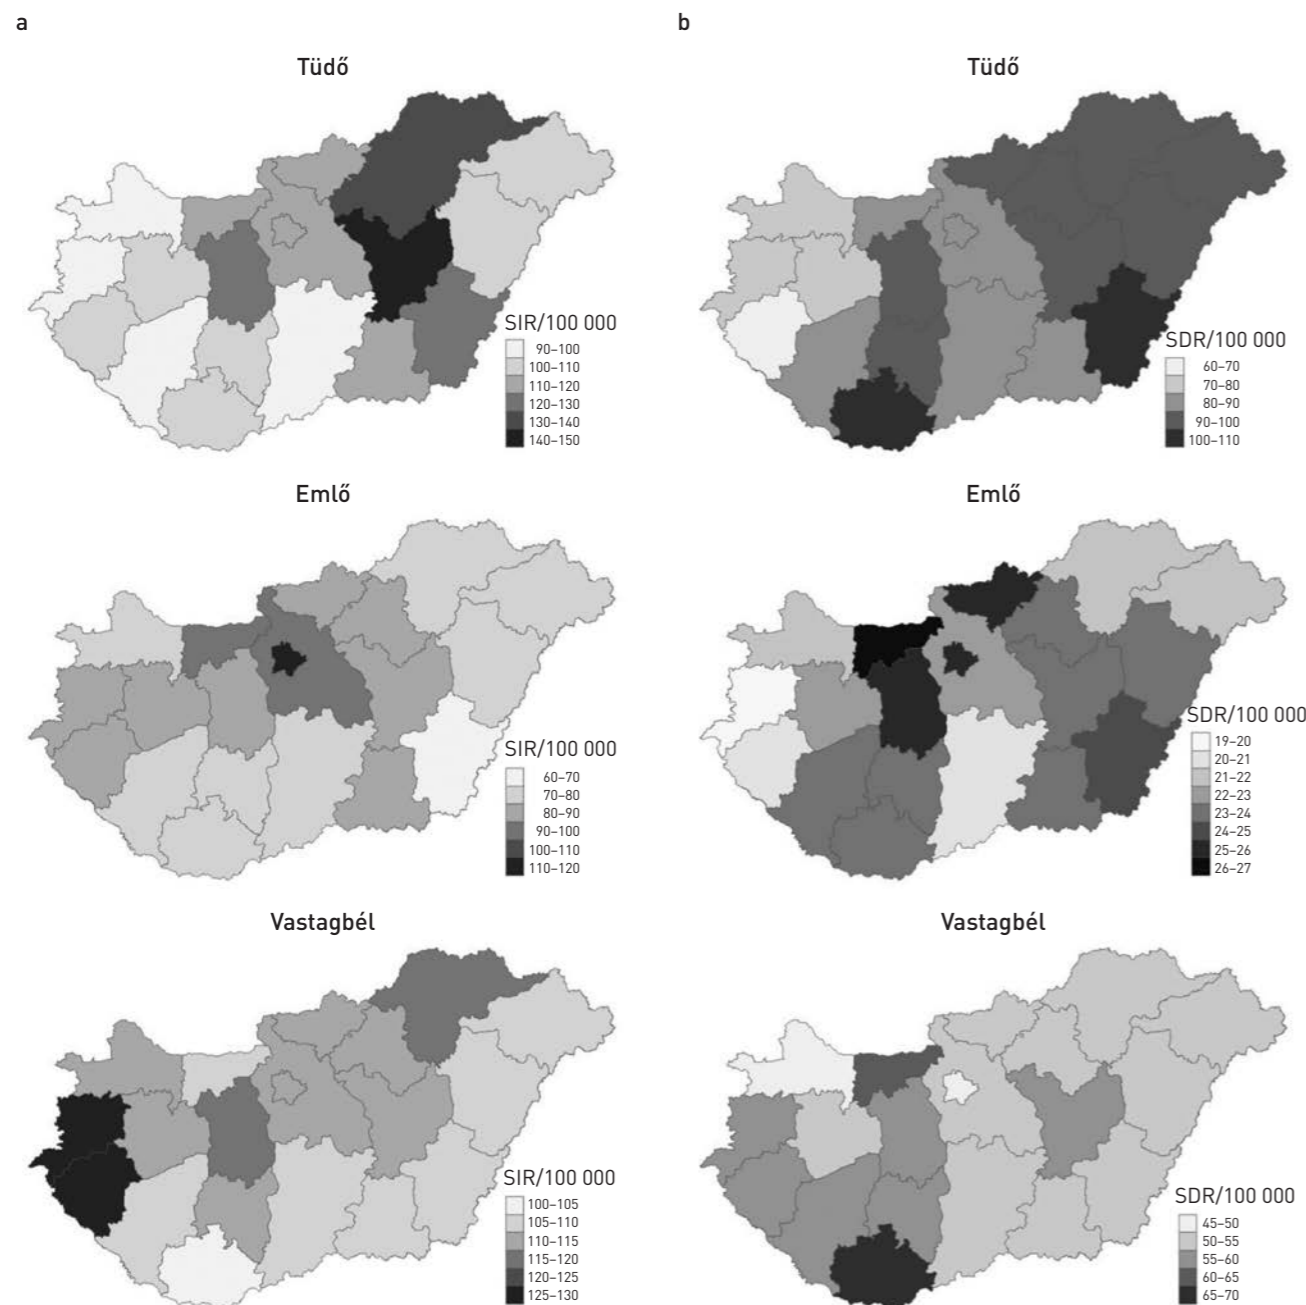 a
b
Tüdő
SIR/100 000
90–100
100–110
110–120
120–130
130–140
140–150
Tüdő
SDR/100 000
60–70
70–80
80–90
90–100
100–110
Emlő
SIR/100 000
60–70
70–80
80–90
90–100
100–110
110–120
Emlő
SDR/100 000
19–20
20–21
21–22
22–23
23–24
24–25
25–26
26–27
Vastagbél
SIR/100 000
100–105
105–110
110–115
115–120
120–125
125–130
Vastagbél
SDR/100 000
45–50
50–55
55–60
60–65
65–70